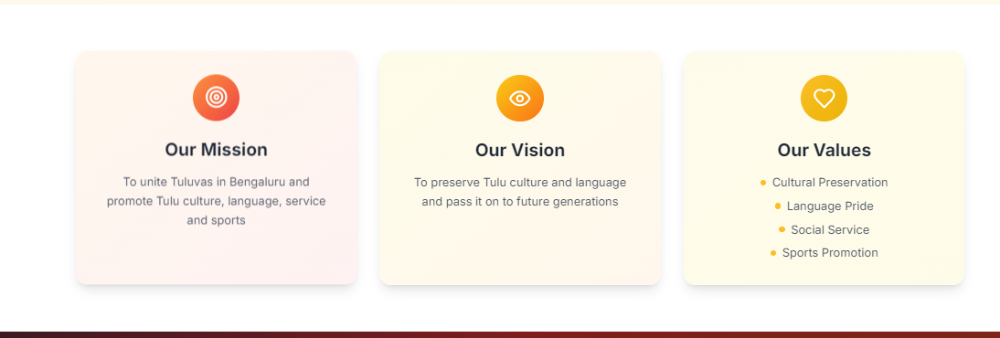 Our Mission
To unite Tuluvas in Bengaluru and
promote Tulu culture, language, service
and sports
Our Vision
To preserve Tulu culture and language
and pass it on to future generations
Our Values
Cultural Preservation
Language Pride
Social Service
Sports Promotion